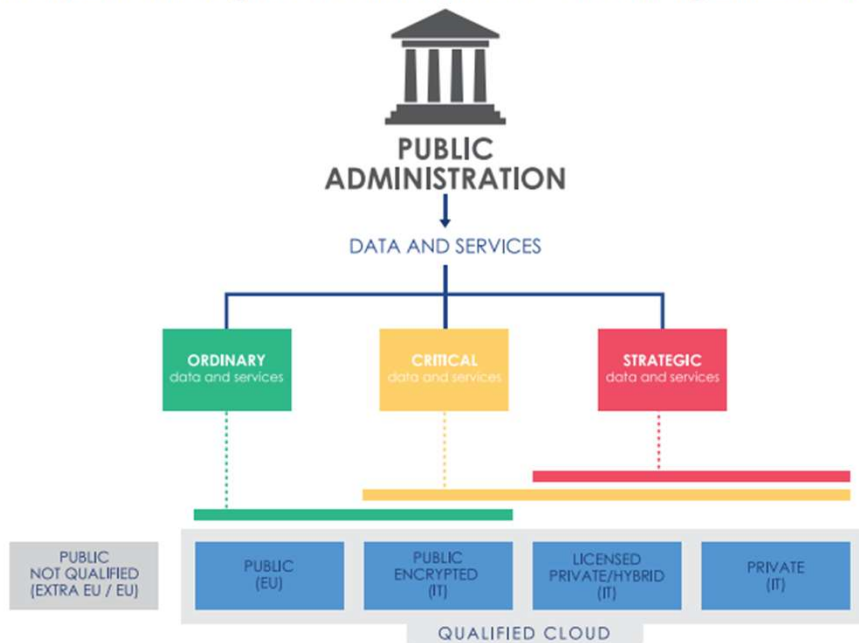 PUBLIC
ADMINISTRATION
DATA AND SERVICES
ORDINARY
data and services
CRITICAL
data and services
STRATEGIC
data and services
PUBLIC
NOT QUALIFIED
(EXTRA EU / EU)
PUBLIC
(EU)
PUBLIC
ENCRYPTED
(IT)
LICENSED
PRIVATE/HYBRID
(IT)
PRIVATE
(IT)
QUALIFIED CLOUD